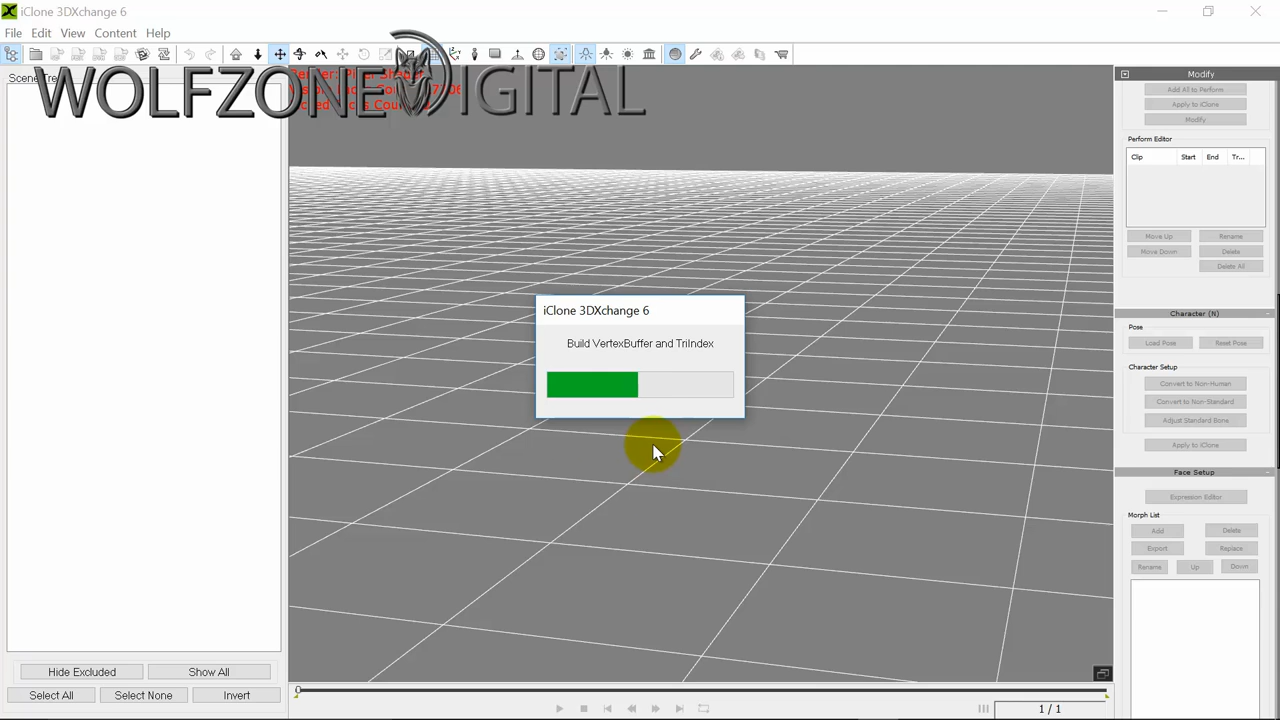 iClone 3DXchange 6
File Edit View Content Help
Scene Tree
WOLFZONE DIGITAL
Modify
Add All to Perform
Apply to iClone
Modify
Perform Editor
Clip Start End Tr...
Move Up Rename
Move Down Delete
Delete All
iClone 3DXchange 6
Build VertexBuffer and TriIndex
Character (N)
Pose
Load Pose Reset Pose
Character Setup
Convert to Non-Human
Convert to Non-Standard
Adjust Standard Bone
Apply to iClone
Face Setup
Expression Editor
Morph List
Add Delete
Export Replace
Rename Up Down
Hide Excluded Show All
Select All Select None Invert
1 / 1